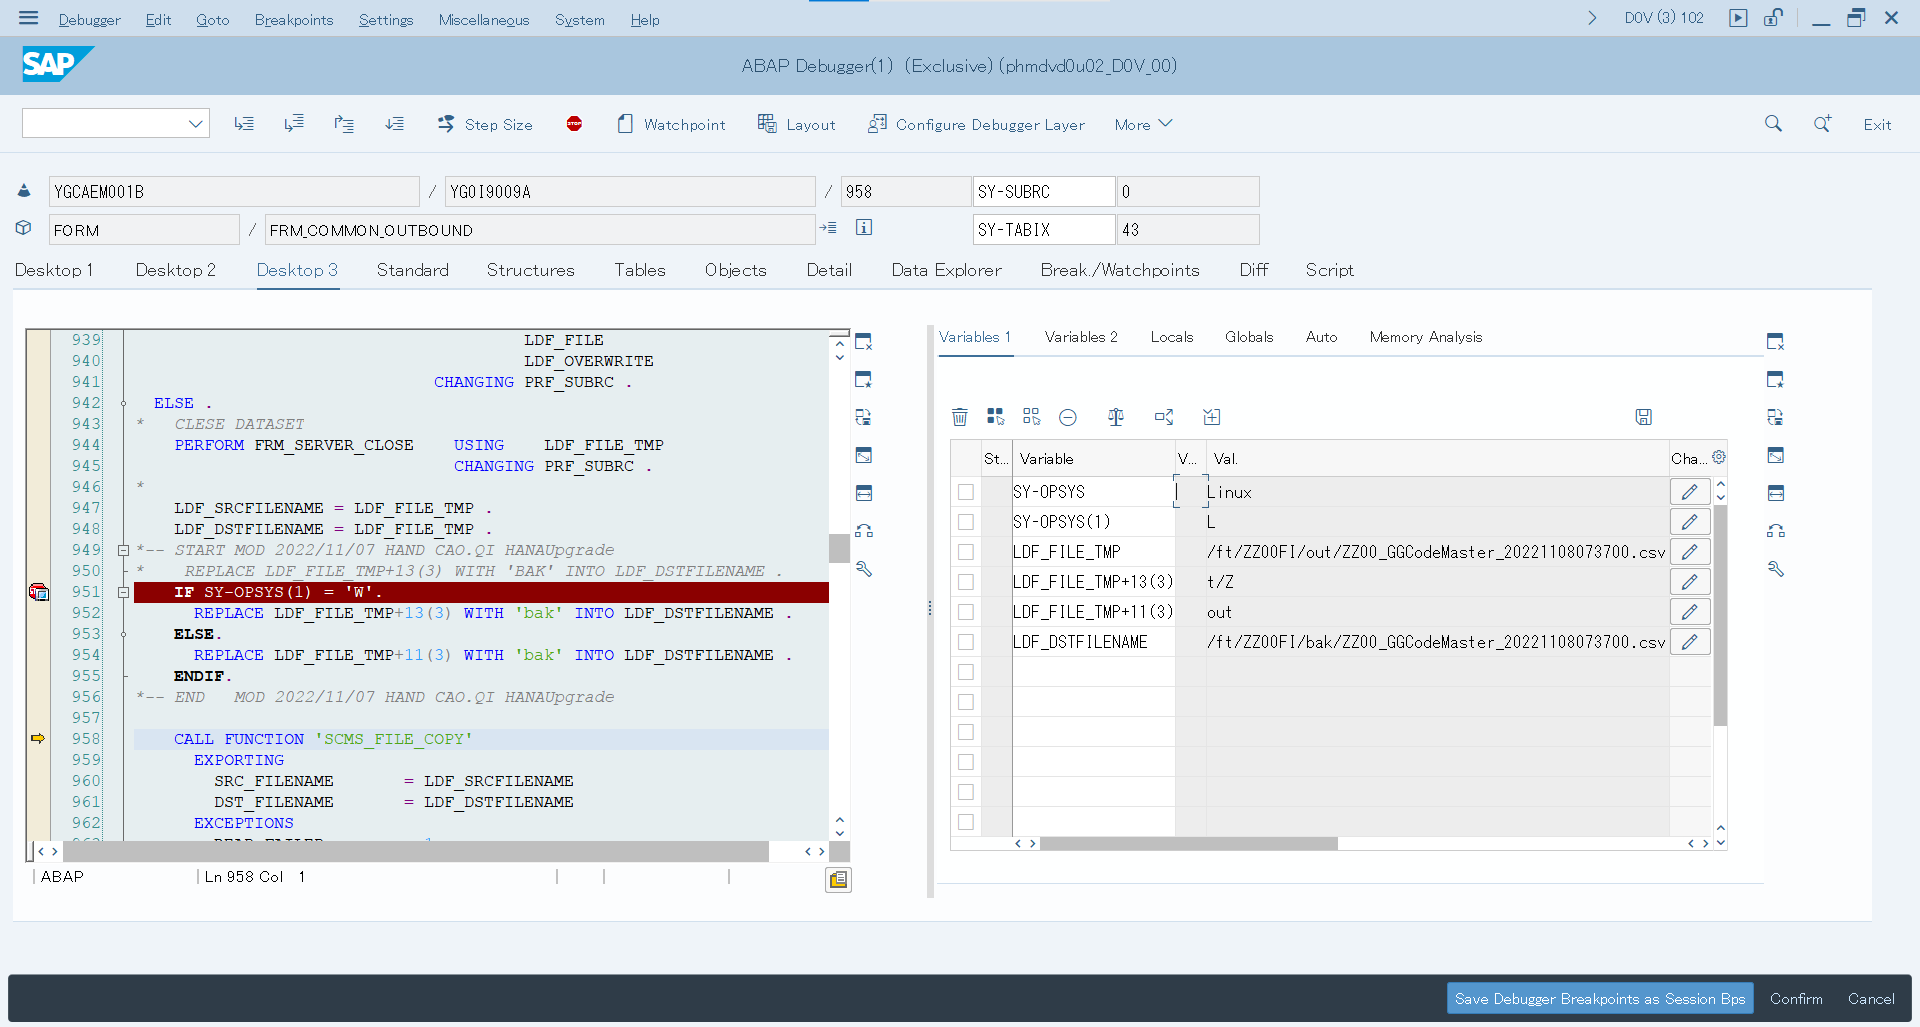 Debugger Edit Goto Breakpoints Settings Miscellaneous System Help D0V (3) 102
SAP
ABAP Debugger(1) (Exclusive) (phmdvd0u02_D0V_00)
Step Size STOP Watchpoint Layout Configure Debugger Layer More Exit
YGCAEM001B / YG0I9009A / 958 SY-SUBRC 0
FORM / FRM_COMMON_OUTBOUND SY-TABIX 43
Desktop 1 Desktop 2 Desktop 3 Standard Structures Tables Objects Detail Data Explorer Break./Watchpoints Diff Script
939 LDF_FILE
940 LDF_OVERWRITE
941 CHANGING PRF_SUBRC .
942 ELSE .
943 * CLESE DATASET
944 PERFORM FRM_SERVER_CLOSE USING LDF_FILE_TMP
945 CHANGING PRF_SUBRC .
946 *
947 LDF_SRCFILENAME = LDF_FILE_TMP .
948 LDF_DSTFILENAME = LDF_FILE_TMP .
949 *-- START MOD 2022/11/07 HAND CAO.QI HANAUpgrade
950 * REPLACE LDF_FILE_TMP+13(3) WITH 'BAK' INTO LDF_DSTFILENAME .
951 IF SY-OPSYS(1) = 'W'.
952 REPLACE LDF_FILE_TMP+13(3) WITH 'bak' INTO LDF_DSTFILENAME .
953 ELSE.
954 REPLACE LDF_FILE_TMP+11(3) WITH 'bak' INTO LDF_DSTFILENAME .
955 ENDIF.
956 *-- END MOD 2022/11/07 HAND CAO.QI HANAUpgrade
957
958 CALL FUNCTION 'SCMS_FILE_COPY'
959 EXPORTING
960 SRC_FILENAME = LDF_SRCFILENAME
961 DST_FILENAME = LDF_DSTFILENAME
962 EXCEPTIONS
ABAP Ln 958 Col 1
Variables 1 Variables 2 Locals Globals Auto Memory Analysis
St... Variable V... Val. Cha...
SY-OPSYS Linux
SY-OPSYS(1) L
LDF_FILE_TMP /ft/ZZ00FI/out/ZZ00_GGCodeMaster_20221108073700.csv
LDF_FILE_TMP+13(3) t/Z
LDF_FILE_TMP+11(3) out
LDF_DSTFILENAME /ft/ZZ00FI/bak/ZZ00_GGCodeMaster_20221108073700.csv
Save Debugger Breakpoints as Session Bps Confirm Cancel